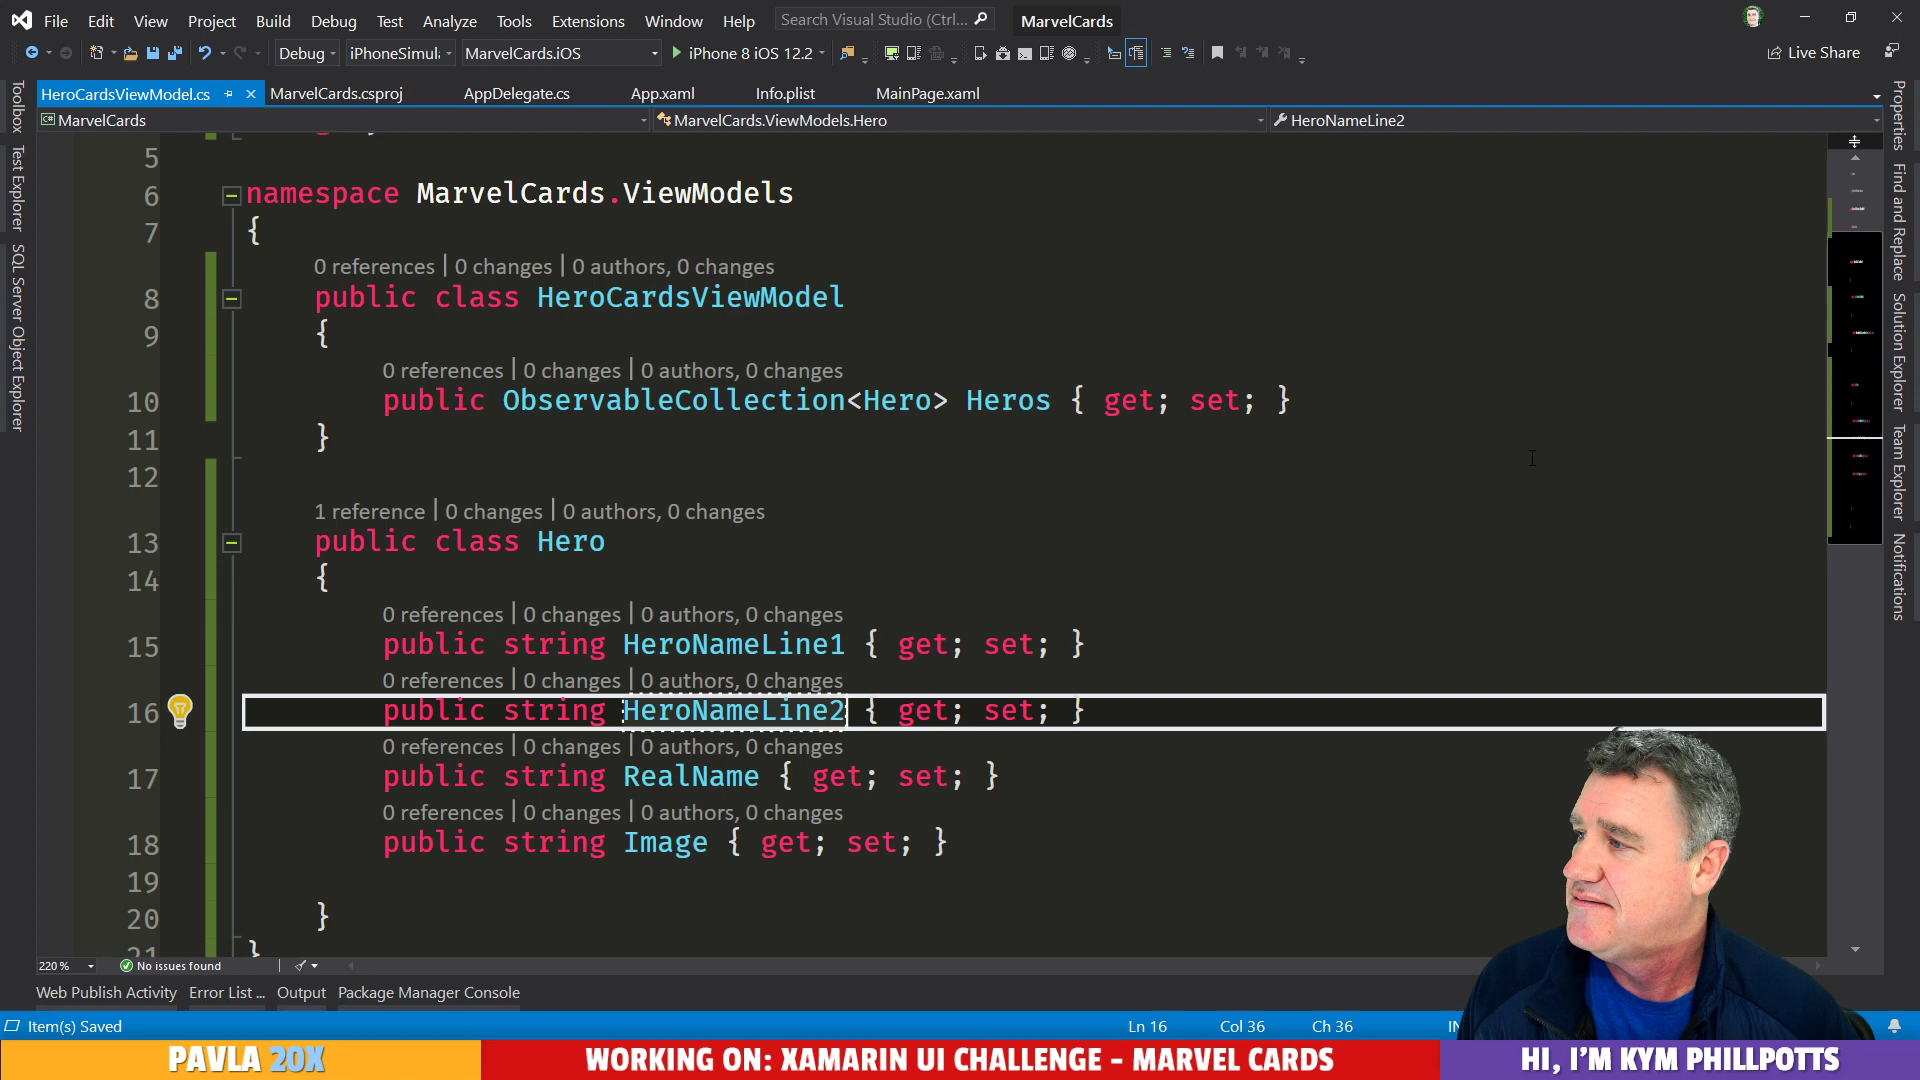 File Edit View Project Build Debug Test Analyze Tools Extensions Window Help Search Visual Studio (Ctrl... MarvelCards
Debug iPhoneSimul MarvelCards.iOS iPhone 8 iOS 12.2 Live Share
HeroCardsViewModel.cs MarvelCards.csproj AppDelegate.cs App.xaml Info.plist MainPage.xaml
MarvelCards MarvelCards.ViewModels.Hero HeroNameLine2
Toolbox
Test Explorer
SQL Server Object Explorer
5
6 namespace MarvelCards.ViewModels
7 {
0 references | 0 changes | 0 authors, 0 changes
8 public class HeroCardsViewModel
9 {
0 references | 0 changes | 0 authors, 0 changes
10 public ObservableCollection<Hero> Heros { get; set; }
11 }
12
1 reference | 0 changes | 0 authors, 0 changes
13 public class Hero
14 {
0 references | 0 changes | 0 authors, 0 changes
15 public string HeroNameLine1 { get; set; }
0 references | 0 changes | 0 authors, 0 changes
16 public string HeroNameLine2 { get; set; }
0 references | 0 changes | 0 authors, 0 changes
17 public string RealName { get; set; }
0 references | 0 changes | 0 authors, 0 changes
18 public string Image { get; set; }
19
20 }
21 }
Properties
Find and Replace
Solution Explorer
Team Explorer
Notifications
220 % No issues found
Web Publish Activity Error List ... Output Package Manager Console
Item(s) Saved Ln 16 Col 36 Ch 36
PAVLA 20X WORKING ON: XAMARIN UI CHALLENGE - MARVEL CARDS HI, I'M KYM PHILLPOTTS